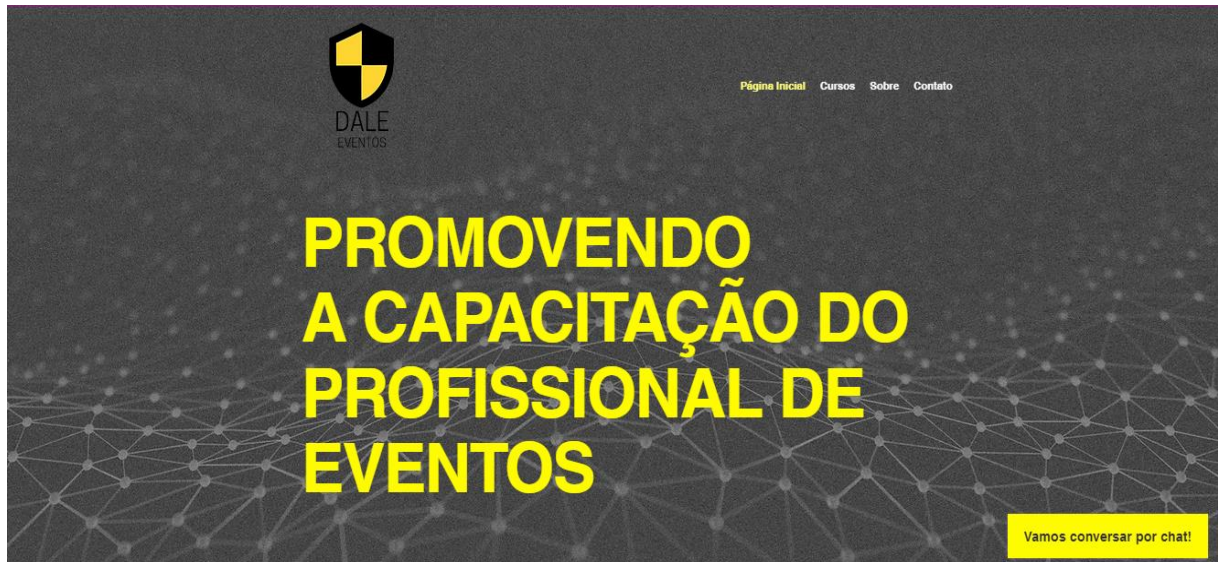 DALE
EVENTOS
Página Inicial Cursos Sobre Contato
PROMOVENDO
A CAPACITAÇÃO DO
PROFISSIONAL DE
EVENTOS
Vamos conversar por chat!